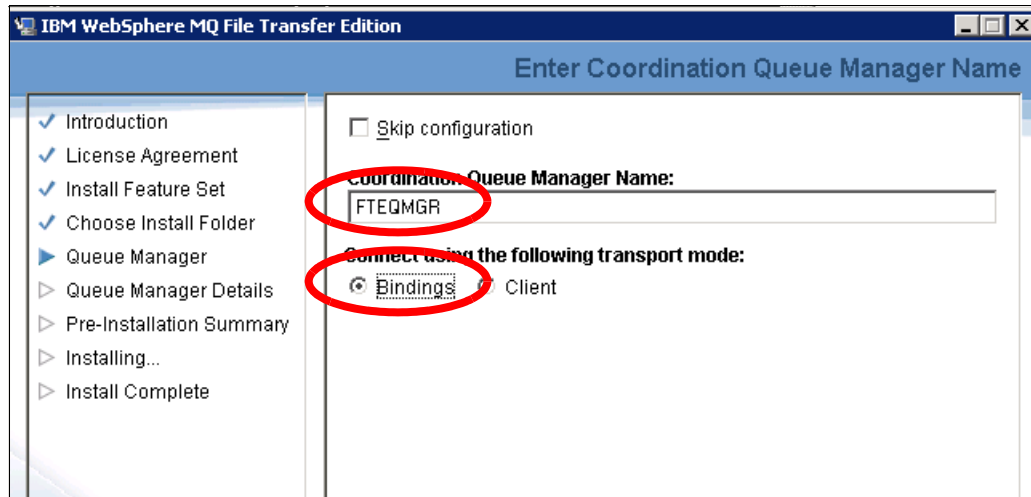 IBM WebSphere MQ File Transfer Edition
Enter Coordination Queue Manager Name
Introduction
License Agreement
Install Feature Set
Choose Install Folder
Queue Manager
Queue Manager Details
Pre-Installation Summary
Installing...
Install Complete
Skip configuration
Coordination Queue Manager Name:
FTEQMGR
Connect using the following transport mode:
Bindings Client